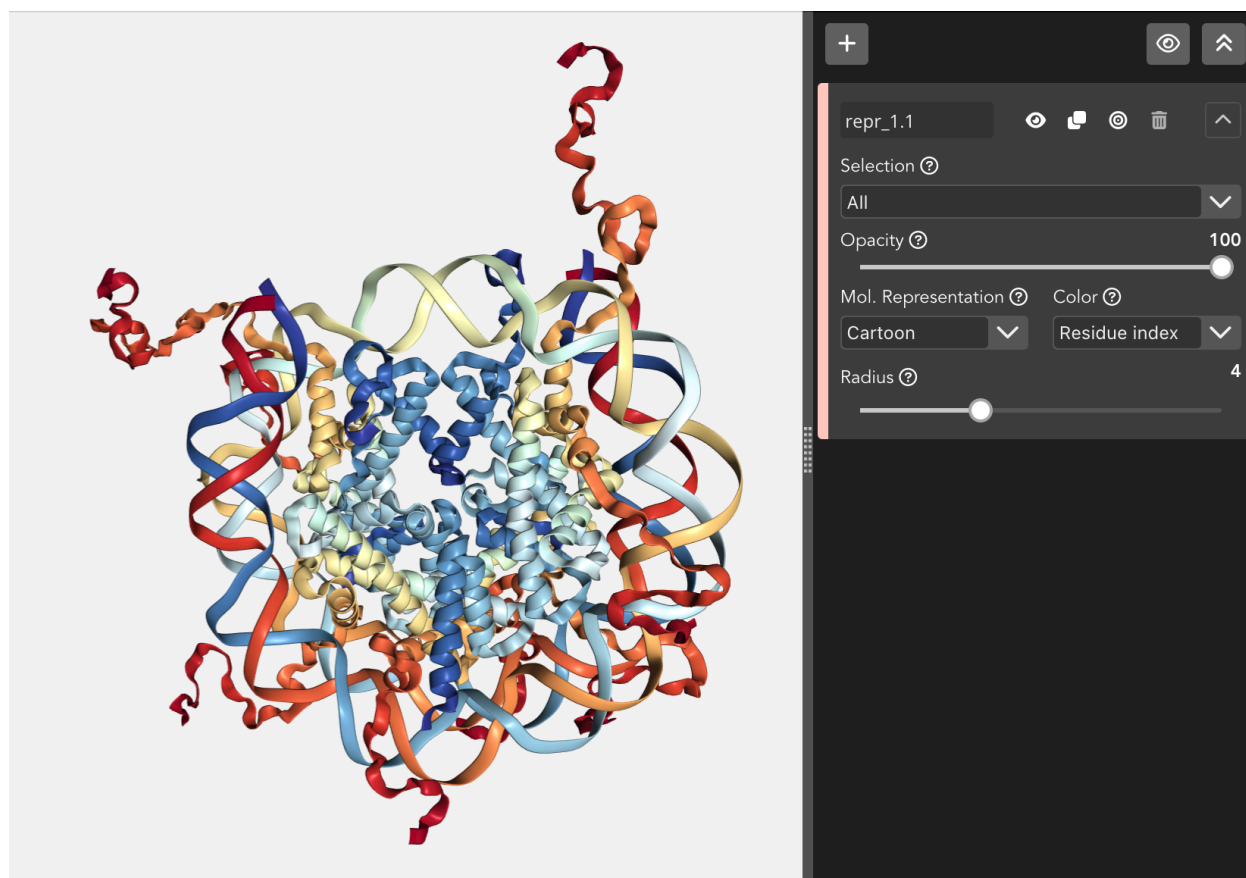 repr_1.1
Selection
All
Opacity 100
Mol. Representation Color
Cartoon Residue index
Radius 4